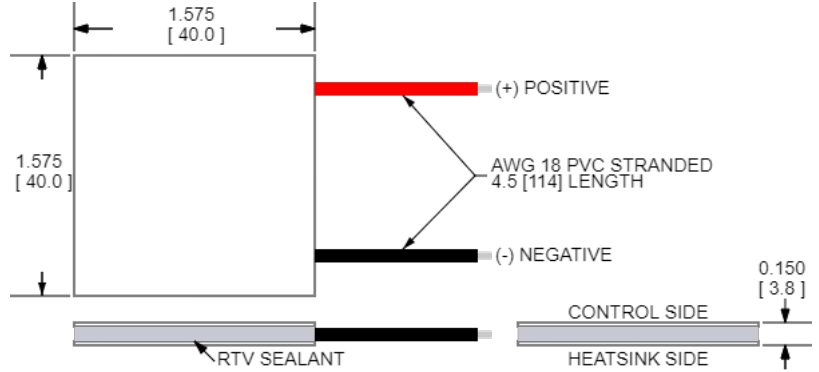 1.575
[ 40.0 ]
(+) POSITIVE
1.575
[ 40.0 ]
AWG 18 PVC STRANDED
4.5 [114] LENGTH
(-) NEGATIVE
0.150
[ 3.8 ]
CONTROL SIDE
RTV SEALANT
HEATSINK SIDE